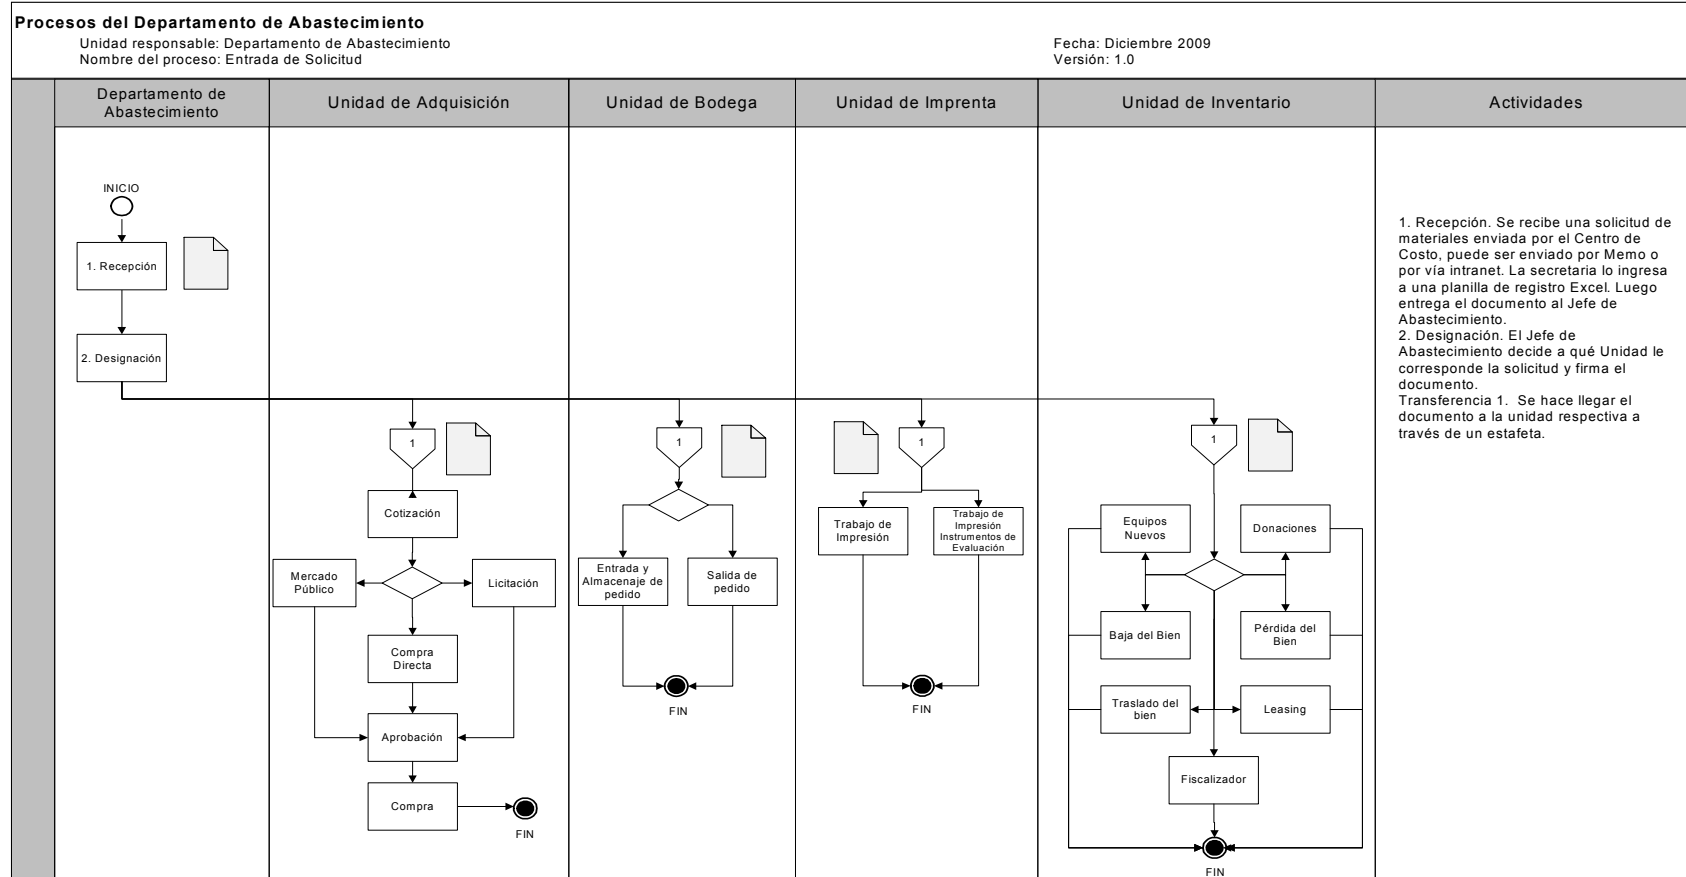 Procesos del Departamento de Abastecimiento
Unidad responsable: Departamento de Abastecimiento
Nombre del proceso: Entrada de Solicitud
Fecha: Diciembre 2009
Versión: 1.0
Departamento de
Abastecimiento
Unidad de Adquisición
Unidad de Bodega
Unidad de Imprenta
Unidad de Inventario
Actividades
INICIO
1. Recepción
2. Designación
1
Cotización
Mercado
Público
Licitación
Compra
Directa
Aprobación
Compra
FIN
1
Entrada y
Almacenaje de
pedido
Salida de
pedido
FIN
1
Trabajo de
Impresión
Trabajo de
Impresión
Instrumentos de
Evaluación
FIN
1
Equipos
Nuevos
Donaciones
Baja del Bien
Pérdida del
Bien
Traslado del
bien
Leasing
Fiscalizador
FIN
1. Recepción. Se recibe una solicitud de
materiales enviada por el Centro de
Costo, puede ser enviado por Memo o
por vía intranet. La secretaria lo ingresa
a una planilla de registro Excel. Luego
entrega el documento al Jefe de
Abastecimiento.
2. Designación. El Jefe de
Abastecimiento decide a qué Unidad le
corresponde la solicitud y firma el
documento.
Transferencia 1. Se hace llegar el
documento a la unidad respectiva a
través de un estafeta.